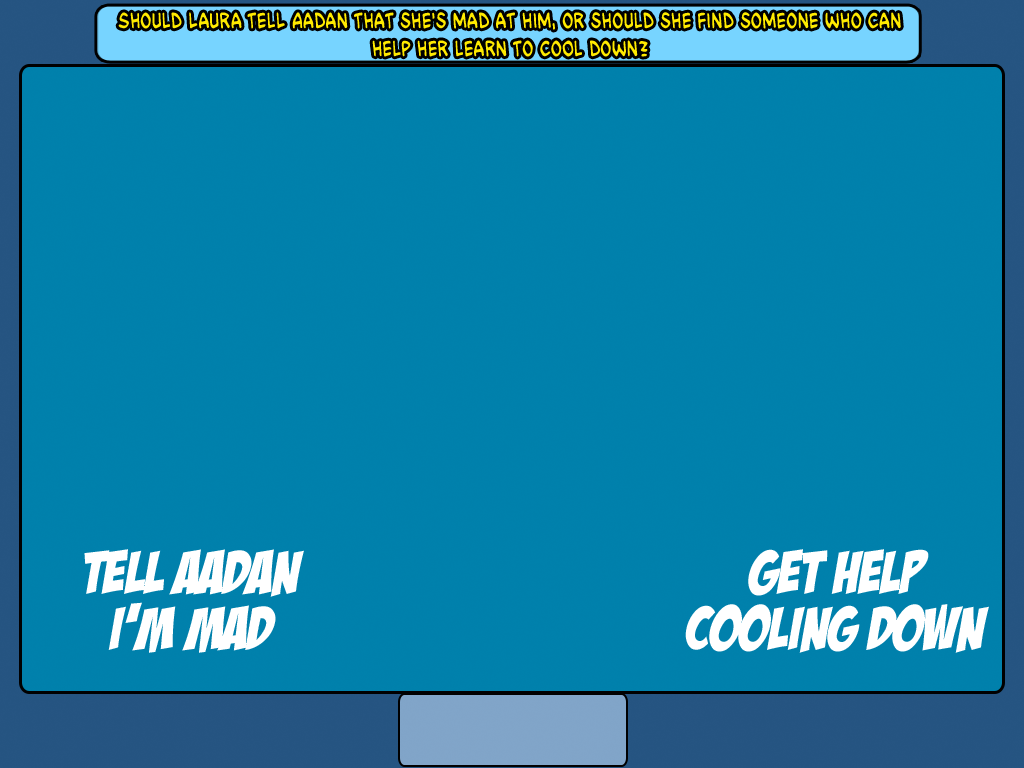 SHOULD LAURA TELL AADAN THAT SHE'S MAD AT HIM, OR SHOULD SHE FIND SOMEONE WHO CAN
HELP HER LEARN TO COOL DOWN?
TELL AADAN
I'M MAD
GET HELP
COOLING DOWN